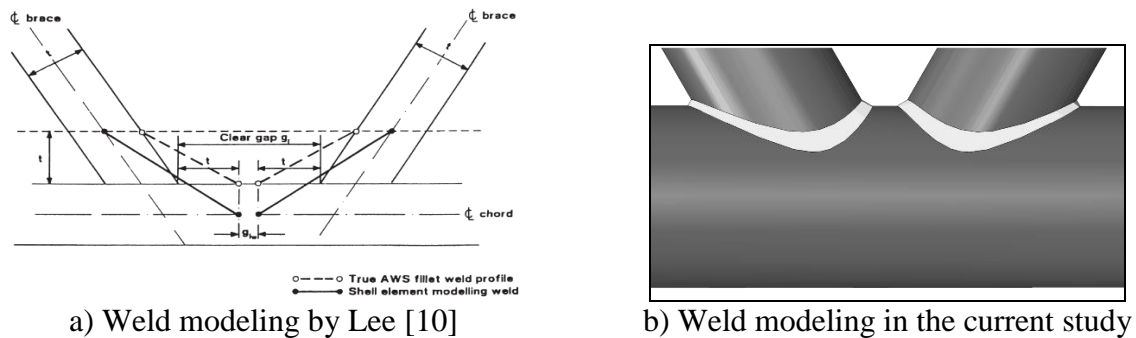 ℄ brace
℄ brace
t
t
t
Clear gap g
t
t
℄ chord
g
True AWS fillet weld profile
Shell element modelling weld
a) Weld modeling by Lee [10]
b) Weld modeling in the current study